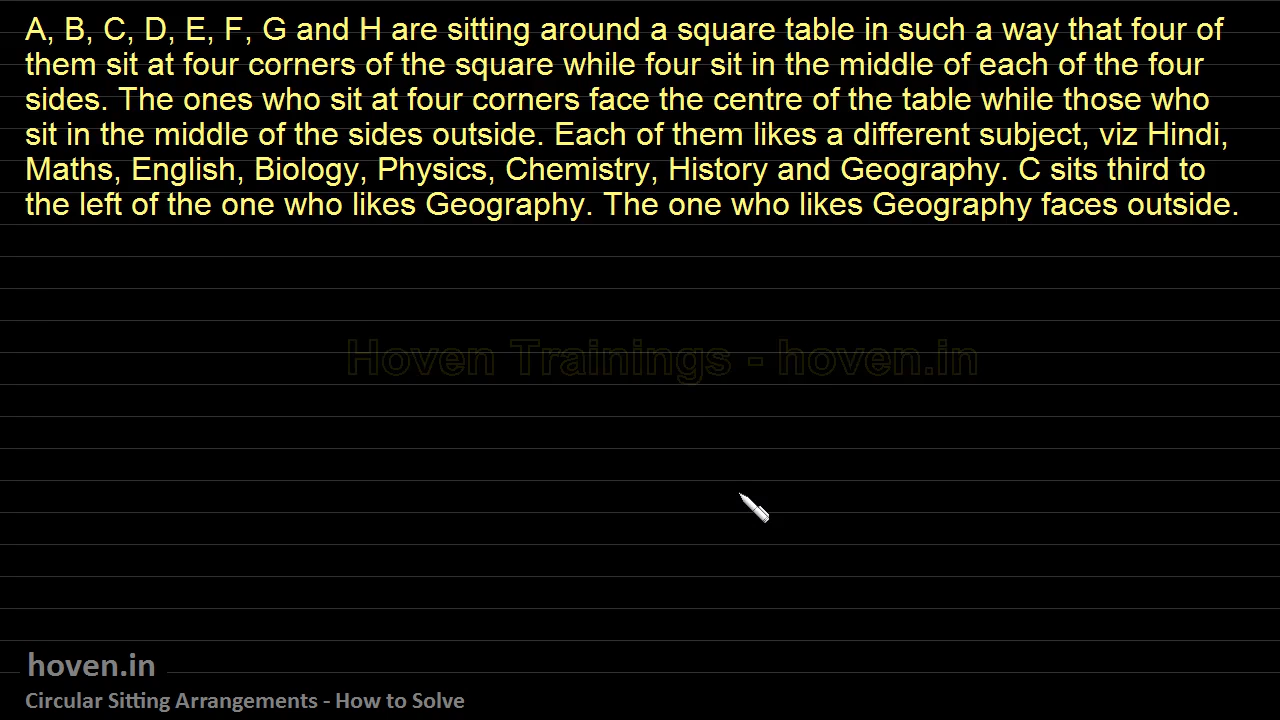 A, B, C, D, E, F, G and H are sitting around a square table in such a way that four of
them sit at four corners of the square while four sit in the middle of each of the four
sides. The ones who sit at four corners face the centre of the table while those who
sit in the middle of the sides outside. Each of them likes a different subject, viz Hindi,
Maths, English, Biology, Physics, Chemistry, History and Geography. C sits third to
the left of the one who likes Geography. The one who likes Geography faces outside.
Hoven Trainings - hoven.in
hoven.in
Circular Sitting Arrangements - How to Solve